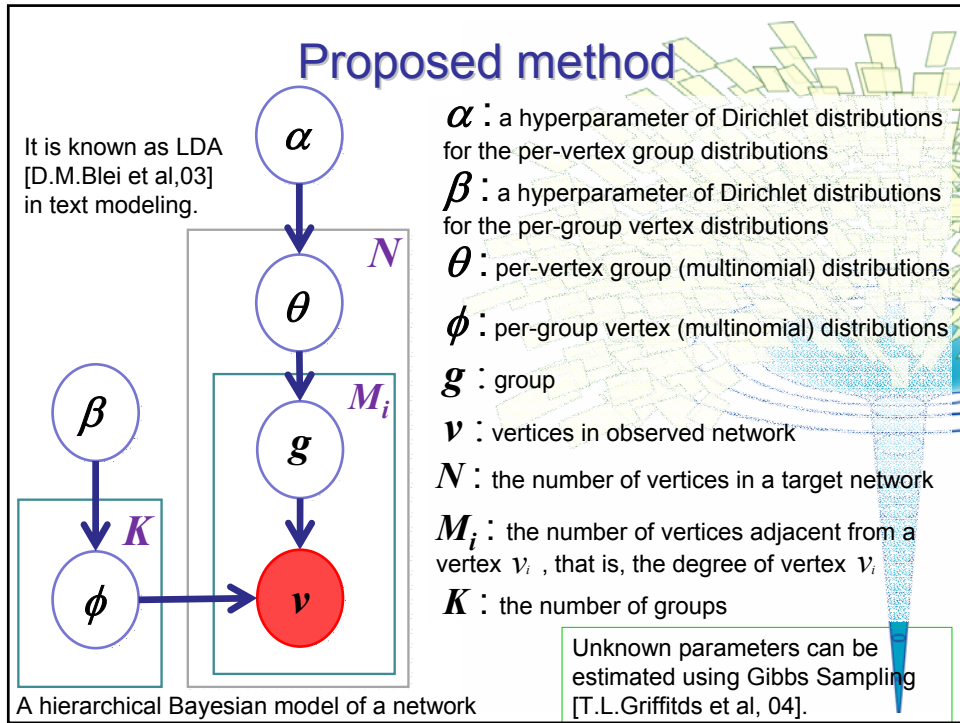 Proposed method
It is known as LDA
[D.M.Blei et al,03]
in text modeling.
α
N
θ
M_i
β
g
K
ϕ
v
A hierarchical Bayesian model of a network
α : a hyperparameter of Dirichlet distributions
for the per-vertex group distributions
β : a hyperparameter of Dirichlet distributions
for the per-group vertex distributions
θ : per-vertex group (multinomial) distributions
ϕ : per-group vertex (multinomial) distributions
g : group
v : vertices in observed network
N : the number of vertices in a target network
M_i : the number of vertices adjacent from a
vertex v_i , that is, the degree of vertex v_i
K : the number of groups
Unknown parameters can be
estimated using Gibbs Sampling
[T.L.Griffitds et al, 04].